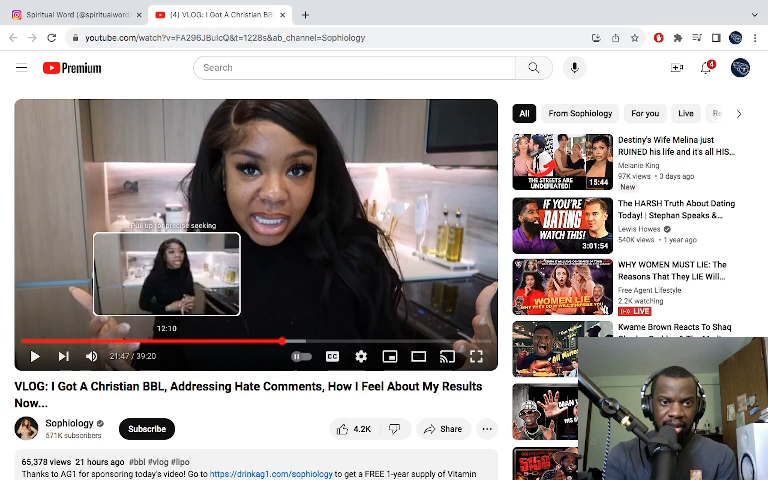 Spiritual Word (@spiritualword
(4) VLOG: I Got A Christian BBL
youtube.com/watch?v=FA296JBuIcQ&t=1228s&ab_channel=Sophiology
Premium
Search
4
All
From Sophiology
For you
Live
Re
Pull up for precise seeking
12:10
21:47 / 39:20
CC
VLOG: I Got A Christian BBL, Addressing Hate Comments, How I Feel About My Results
Now...
Sophiology
571K subscribers
Subscribe
4.2K
Share
65,378 views 21 hours ago #bbl #vlog #lipo
Thanks to AG1 for sponsoring today's video! Go to https://drinkag1.com/sophiology to get a FREE 1-year supply of Vitamin
THE STREETS ARE
UNDEFEATED!
15:44
Destiny's Wife Melina just
RUINED his life and it's all HIS...
Melanie King
97K views • 3 days ago
New
IF YOU'RE
DATING
WATCH THIS!
3:01:54
The HARSH Truth About Dating
Today! | Stephan Speaks &...
Lewis Howes
540K views • 1 year ago
WOMEN LIE
WHY WOMEN MUST LIE: The
Reasons That They LIE Will...
Free Agent Lifestyle
2.2K watching
LIVE
Kwame Brown Reacts To Shaq